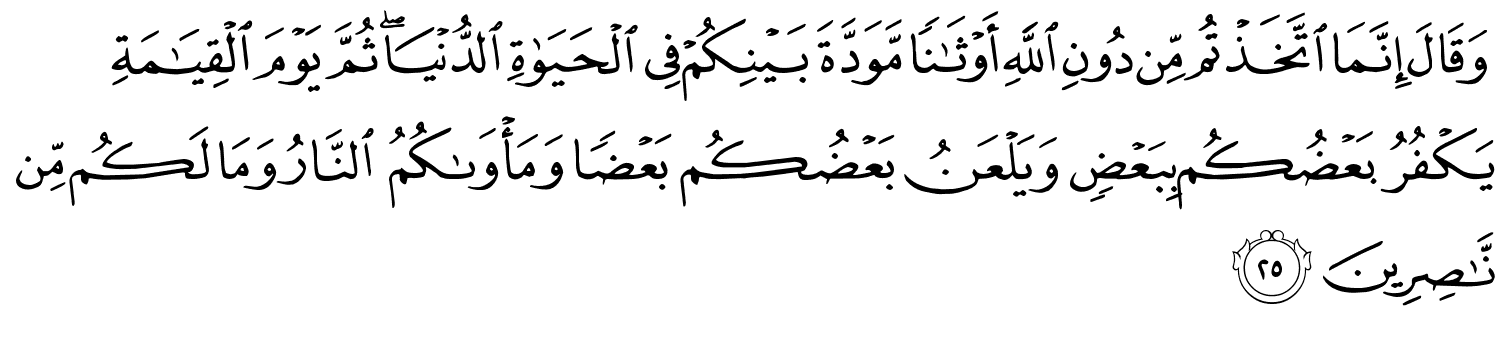 وَقَالَ إِنَّمَا ٱتَّخَذۡتُم مِّن دُونِ ٱللَّهِ أَوۡثَٰنٗا مَّوَدَّةَ بَيۡنِكُمۡ فِي ٱلۡحَيَوٰةِ ٱلدُّنۡيَاۖ ثُمَّ يَوۡمَ ٱلۡقِيَٰمَةِ
يَكۡفُرُ بَعۡضُكُم بِبَعۡضٖ وَيَلۡعَنُ بَعۡضُكُم بَعۡضٗا وَمَأۡوَىٰكُمُ ٱلنَّارُ وَمَا لَكُم مِّن
نَّٰصِرِينَ ٢٥